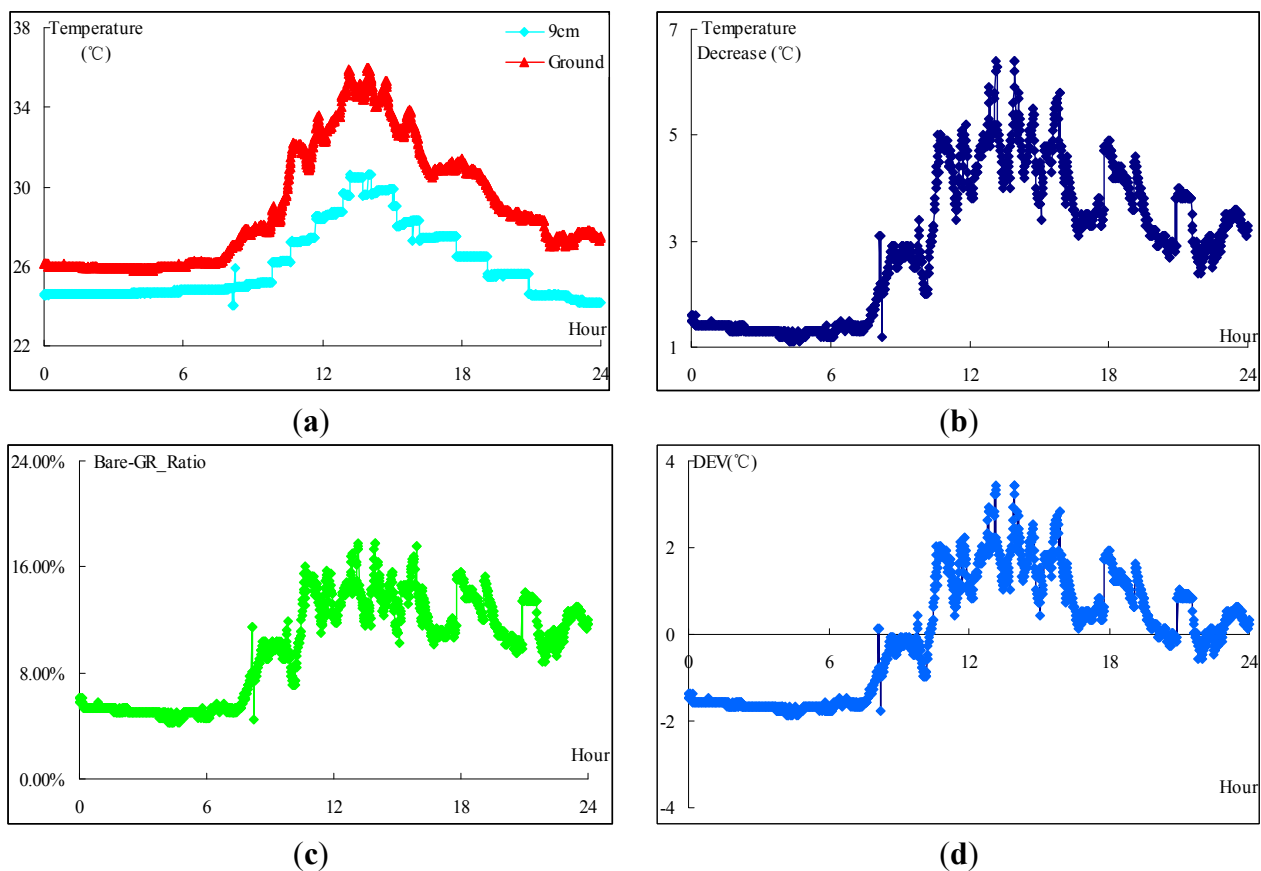 Temperature
(℃)
9cm
Ground
38
34
30
26
22
Hour
0 6 12 18 24
(a)
Temperature
Decrease (℃)
7
5
3
1
Hour
0 6 12 18 24
(b)
Bare-GR_Ratio
24.00%
16.00%
8.00%
0.00%
Hour
0 6 12 18 24
(c)
DEV(℃)
4
2
0
-2
-4
0 6 12 18 24
Hour
(d)